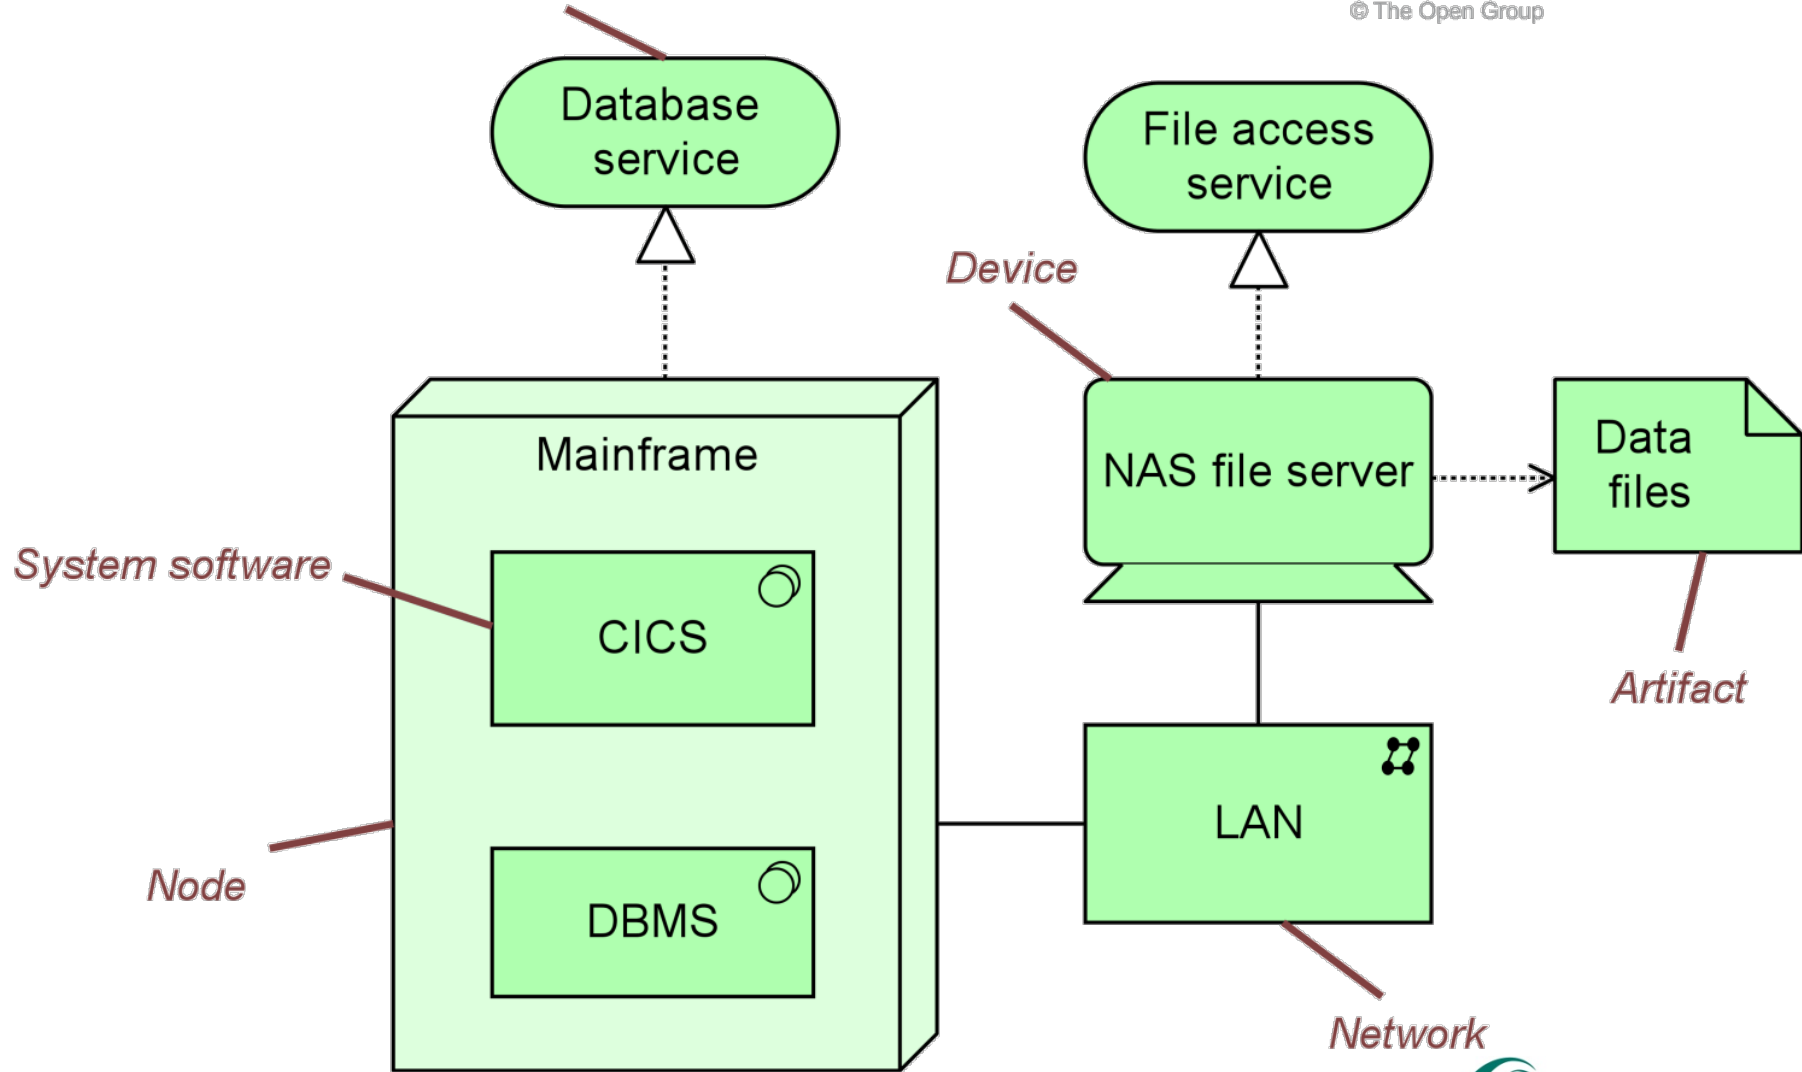 © The Open Group
Database
service
File access
service
Device
Mainframe
NAS file server
Data
files
System software
CICS
Artifact
LAN
Node
DBMS
Network